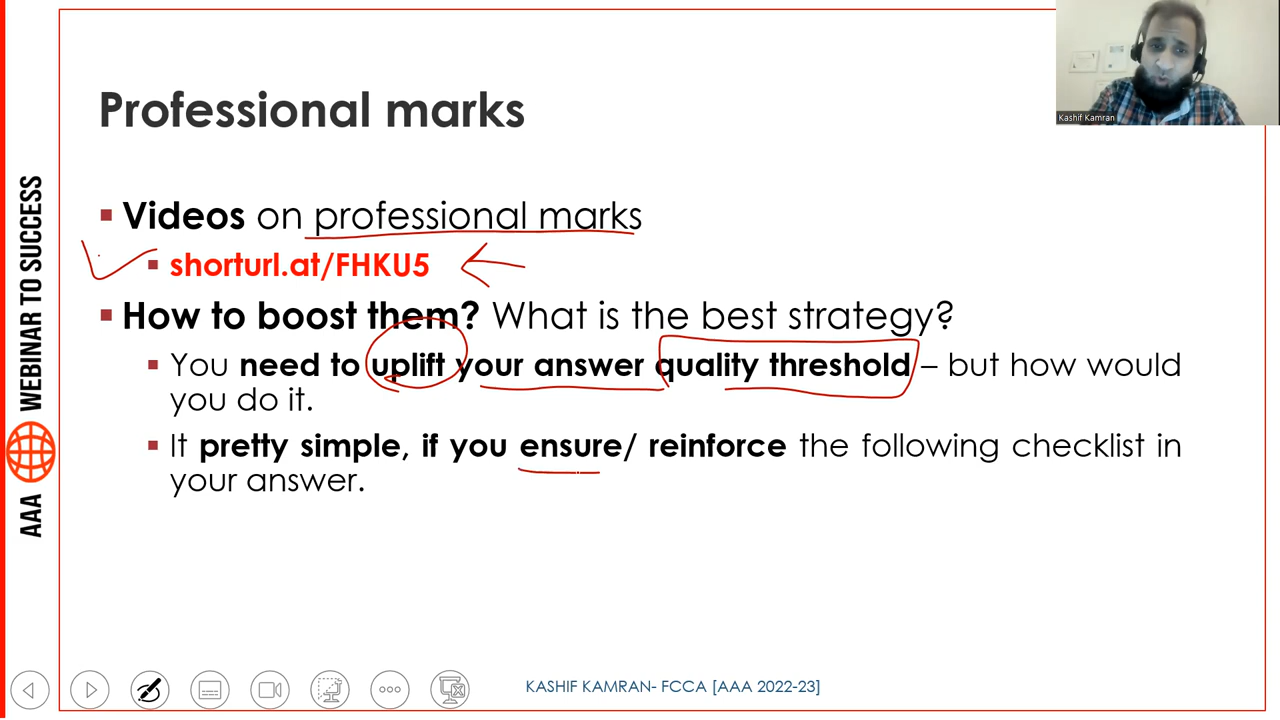 Kashif Kamran
Professional marks
▪ Videos on professional marks
▪ shorturl.at/FHKU5
▪ How to boost them? What is the best strategy?
▪ You need to uplift your answer quality threshold – but how would
you do it.
▪ It pretty simple, if you ensure/ reinforce the following checklist in
your answer.
AAA WEBINAR TO SUCCESS
KASHIF KAMRAN- FCCA [AAA 2022-23]